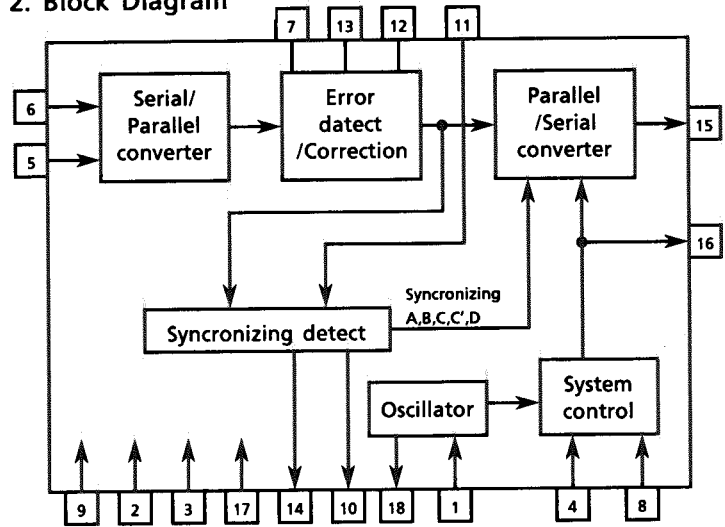 2. Block Diagram
7 13 12 11
6
5
Serial/
Parallel
converter
Error
datect
/Correction
Parallel
/Serial
converter
15
16
Syncronizing
A,B,C,C',D
Syncronizing detect
Oscillator
System
control
9 2 3 17 14 10 18 1 4 8